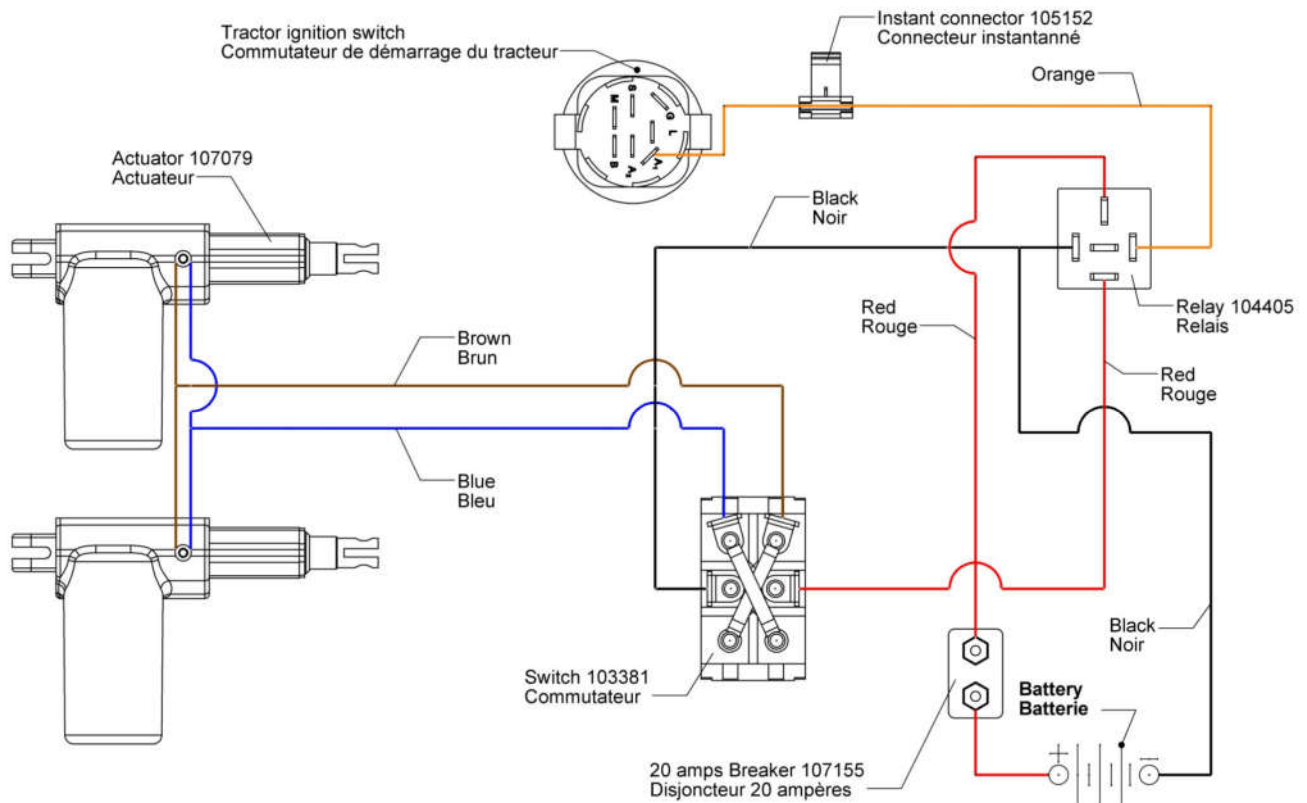 Tractor ignition switch
Commutateur de démarrage du tracteur
Instant connector 105152
Connecteur instantanné
Orange
S
M
G
L
B
A₂
A₁
Actuator 107079
Actuateur
Black
Noir
Relay 104405
Relais
Red
Rouge
Brown
Brun
Red
Rouge
Blue
Bleu
Black
Noir
Switch 103381
Commutateur
Battery
Batterie
+
−
20 amps Breaker 107155
Disjoncteur 20 ampères